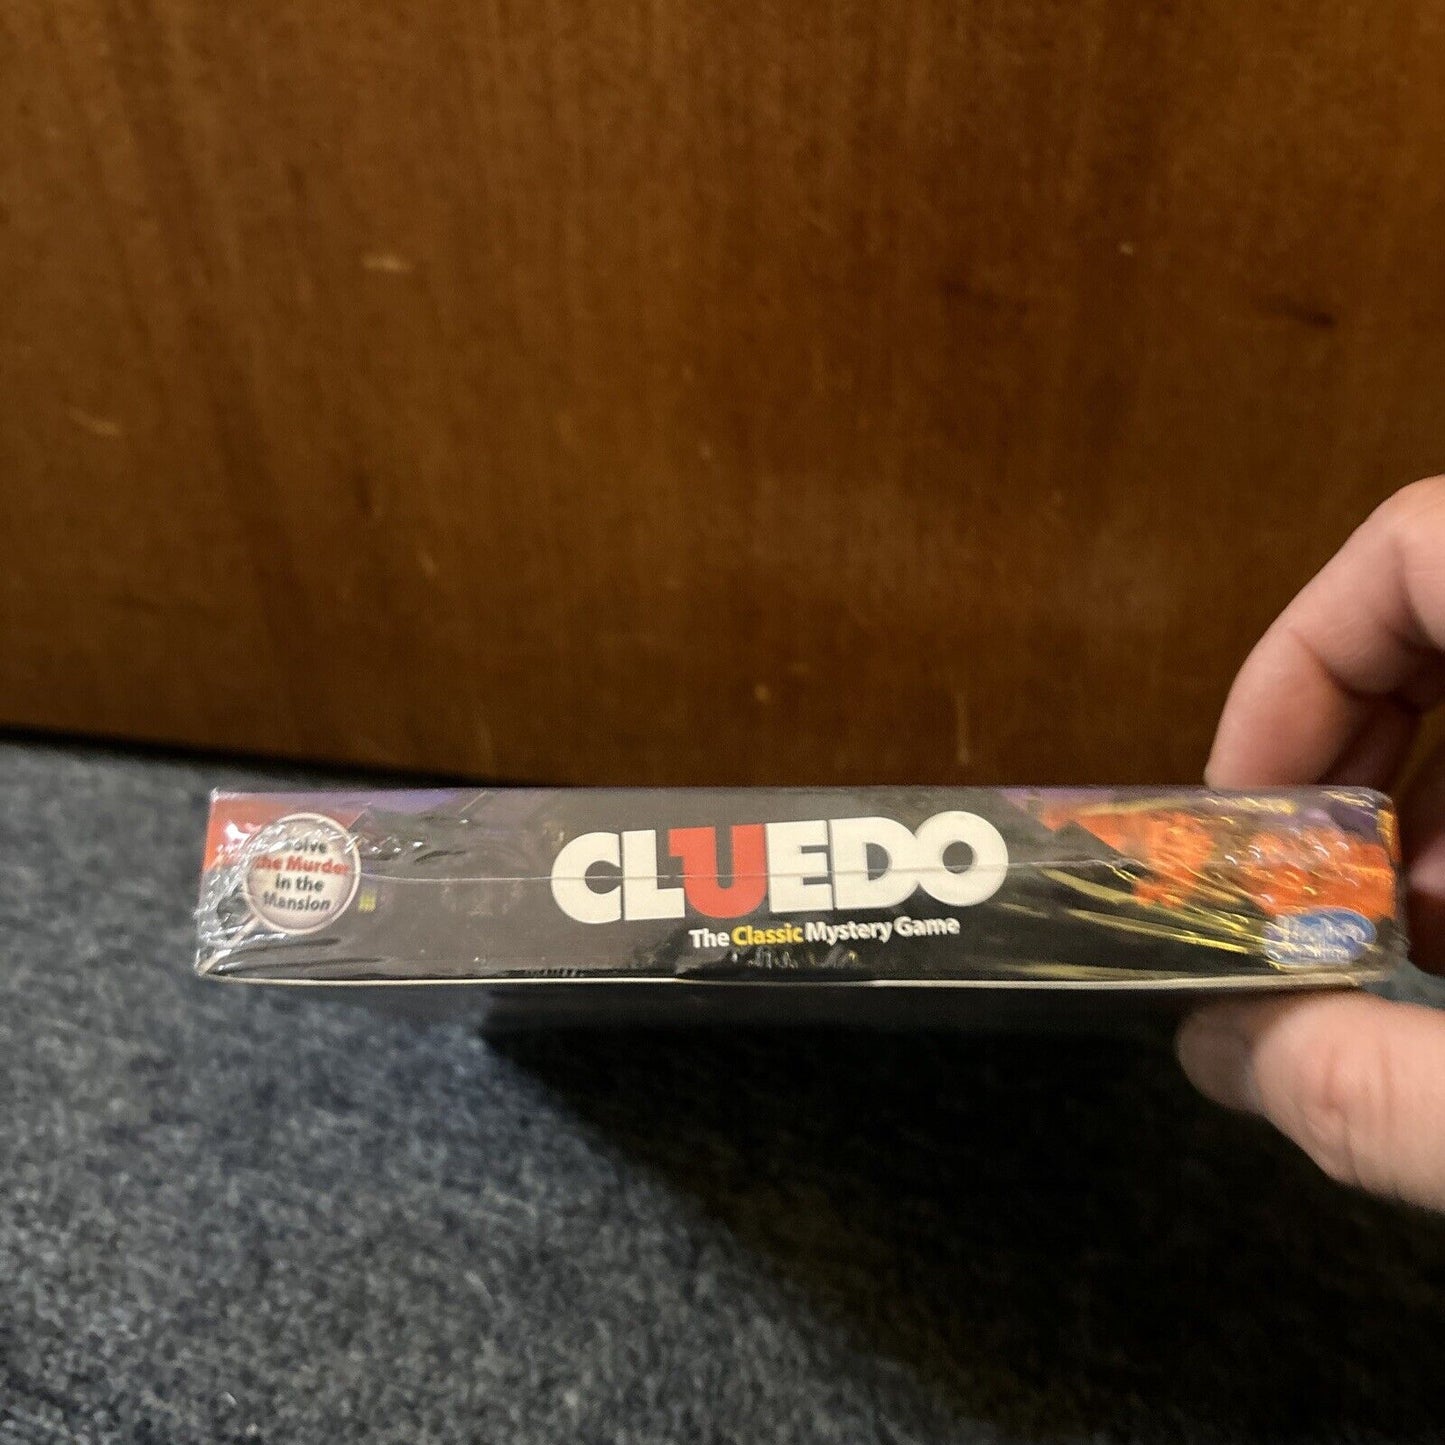 Solve
the Murder
in the
Mansion
CLUEDO
The Classic Mystery Game